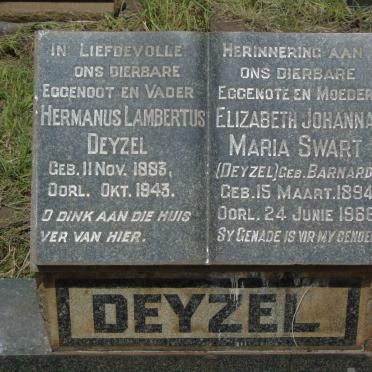 In Liefdevolle
ons dierbare
Eggenoot en Vader
Hermanus Lambertus
Deyzel
Geb. 11 Nov. 1883,
Oorl. Okt. 1943.
O dink aan die huis
ver van hier.
Herinnering aan
ons dierbare
Eggenote en Moeder
Elizabeth Johanna
Maria Swart
(Deyzel) Geb. Barnard
Geb. 15 Maart. 1894
Oorl. 24 Junie
Sy Genade is vir my
DEYZEL